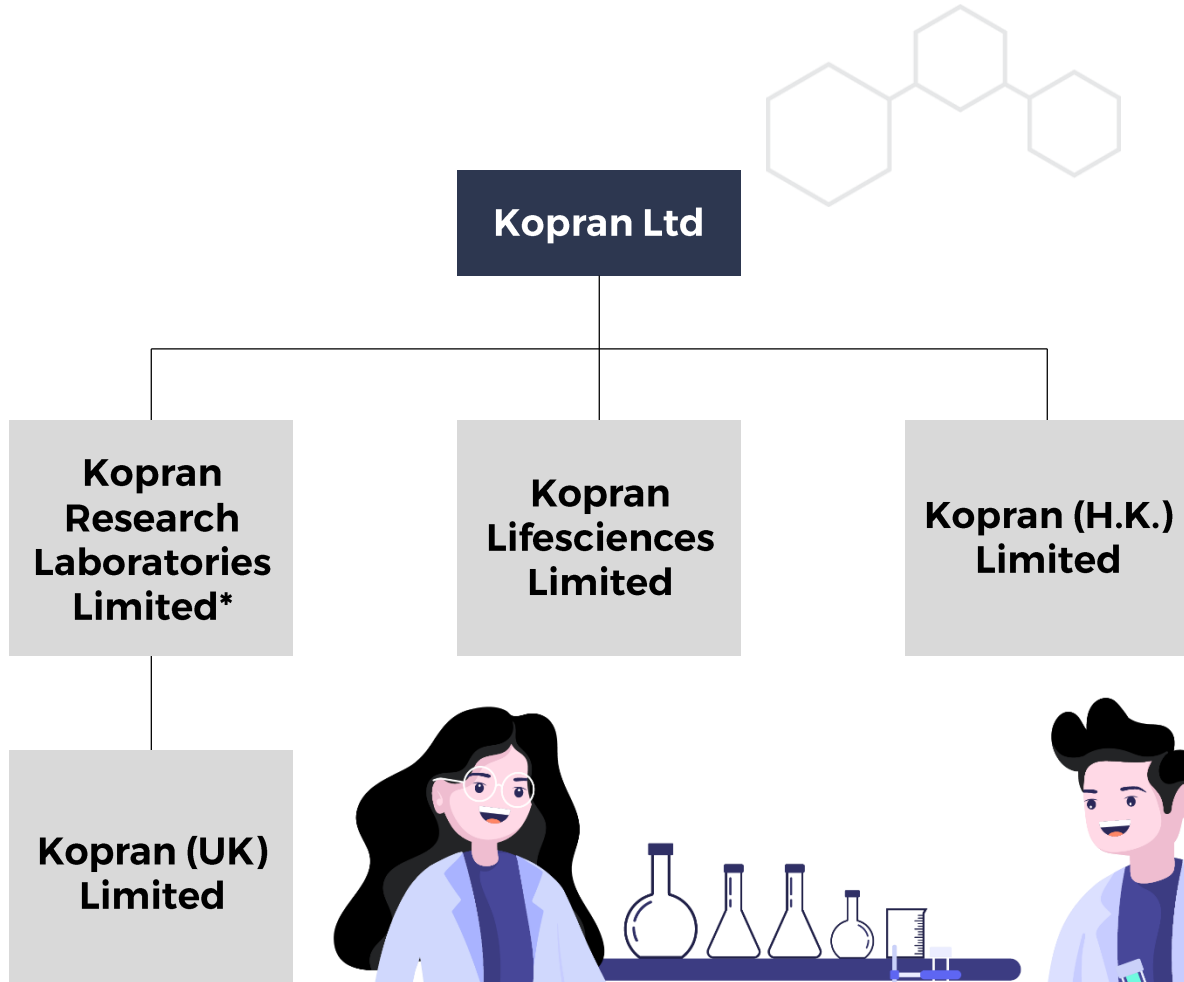 Kopran Ltd
Kopran
Research
Laboratories
Limited*
Kopran
Lifesciences
Limited
Kopran (H.K.)
Limited
Kopran (UK)
Limited